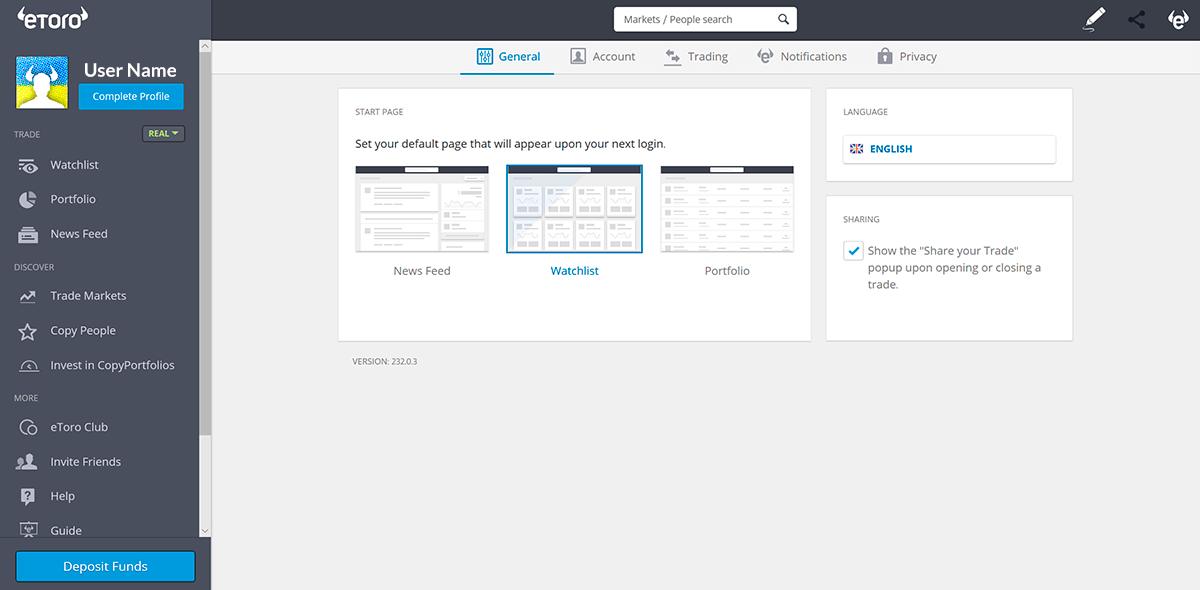 eToro
Markets / People search
User Name
Complete Profile
TRADE
REAL
Watchlist
Portfolio
News Feed
DISCOVER
Trade Markets
Copy People
Invest in CopyPortfolios
MORE
eToro Club
Invite Friends
Help
Guide
Deposit Funds
General
Account
Trading
Notifications
Privacy
START PAGE
Set your default page that will appear upon your next login.
News Feed
Watchlist
Portfolio
VERSION: 232.0.3
LANGUAGE
ENGLISH
SHARING
Show the "Share your Trade"
popup upon opening or closing a
trade.